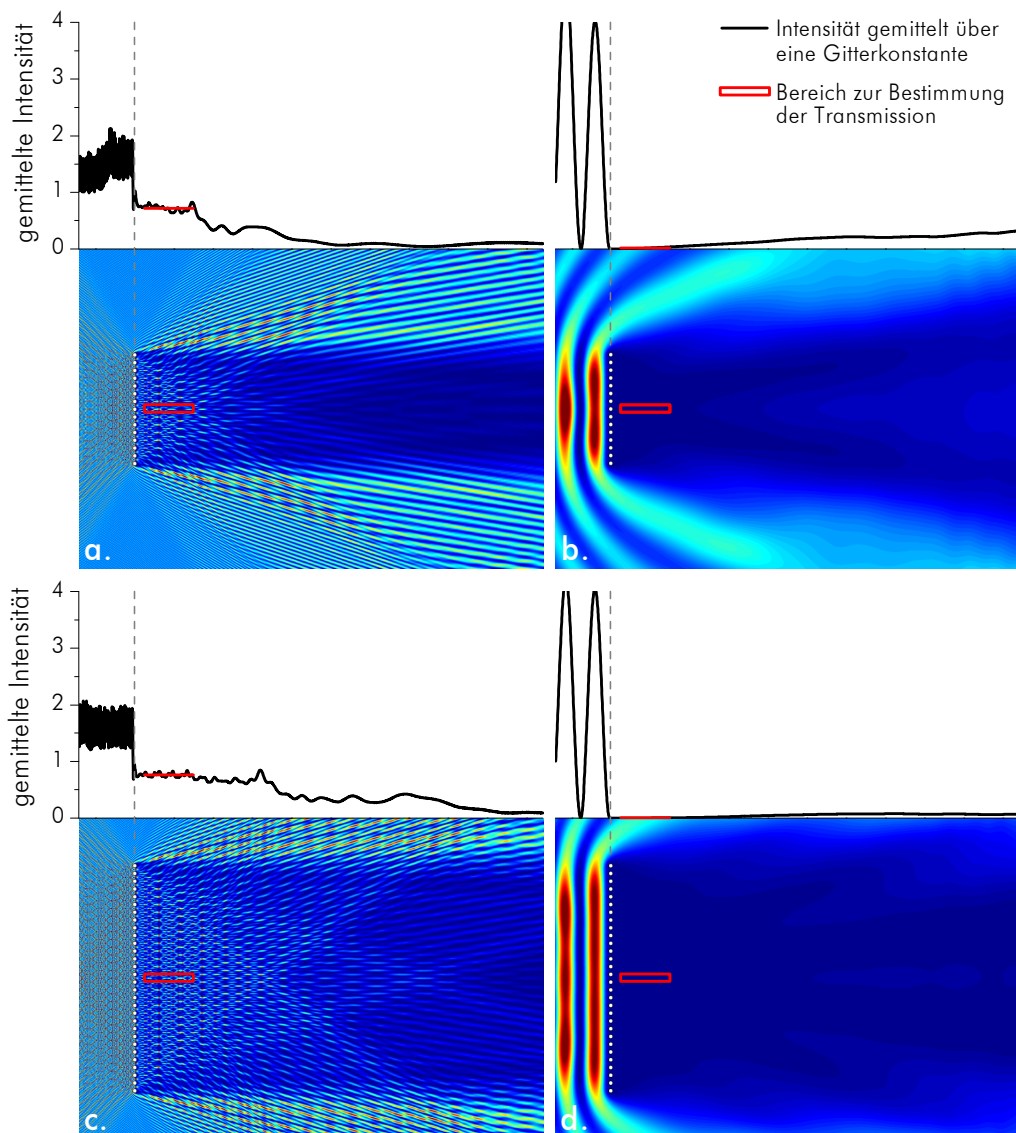 gemittelte Intensität
4
3
2
1
0
Intensität gemittelt über
eine Gitterkonstante
Bereich zur Bestimmung
der Transmission
a.
b.
gemittelte Intensität
4
3
2
1
0
c.
d.